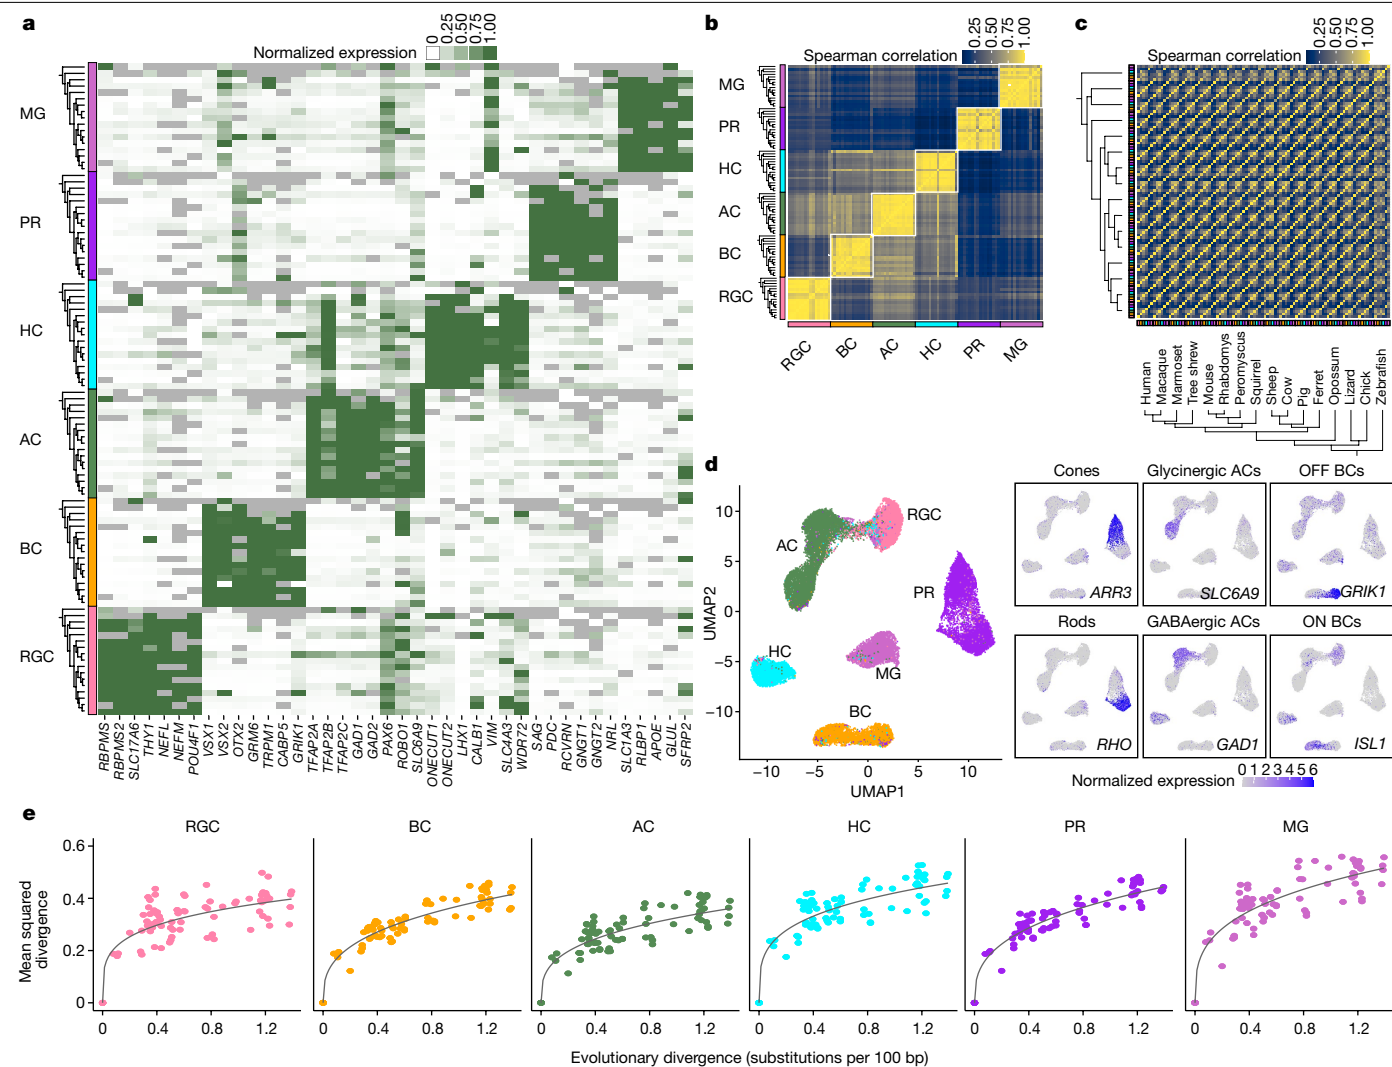 a
Normalized expression
0
0.25
0.50
0.75
1.00
MG
PR
HC
AC
BC
RGC
RBPMS
RBPMS2
SLC17A6
THY1
NEFL
NEFM
POU4F1
VSX1
VSX2
OTX2
GRM6
TRPM1
CABP5
GRIK1
TFAP2A
TFAP2B
TFAP2C
GAD1
GAD2
PAX6
ROBO1
SLC6A9
ONECUT1
ONECUT2
LHX1
CALB1
VIM
SLC4A3
WDR72
SAG
PDC
RCVRN
GNGT1
GNGT2
NRL
SLC1A3
RLBP1
APOE
GLUL
SFRP2
b
Spearman correlation
0.25
0.50
0.75
1.00
MG
PR
HC
AC
BC
RGC
RGC
BC
AC
HC
PR
MG
c
Spearman correlation
0.25
0.50
0.75
1.00
Human
Macaque
Marmoset
Tree shrew
Mouse
Rhabdomys
Peromyscus
Squirrel
Sheep
Cow
Pig
Ferret
Opossum
Lizard
Chick
Zebrafish
d
UMAP2
10
5
0
−5
−10
AC
RGC
PR
HC
MG
BC
−10 −5 0 5 10
UMAP1
Cones
ARR3
Glycinergic ACs
SLC6A9
OFF BCs
GRIK1
Rods
RHO
GABAergic ACs
GAD1
ON BCs
ISL1
Normalized expression
0 1 2 3 4 5 6
e
Mean squared
divergence
0.6
0.4
0.2
0
RGC
0 0.4 0.8 1.2
BC
0 0.4 0.8 1.2
AC
0 0.4 0.8 1.2
HC
0 0.4 0.8 1.2
PR
0 0.4 0.8 1.2
MG
0 0.4 0.8 1.2
Evolutionary divergence (substitutions per 100 bp)